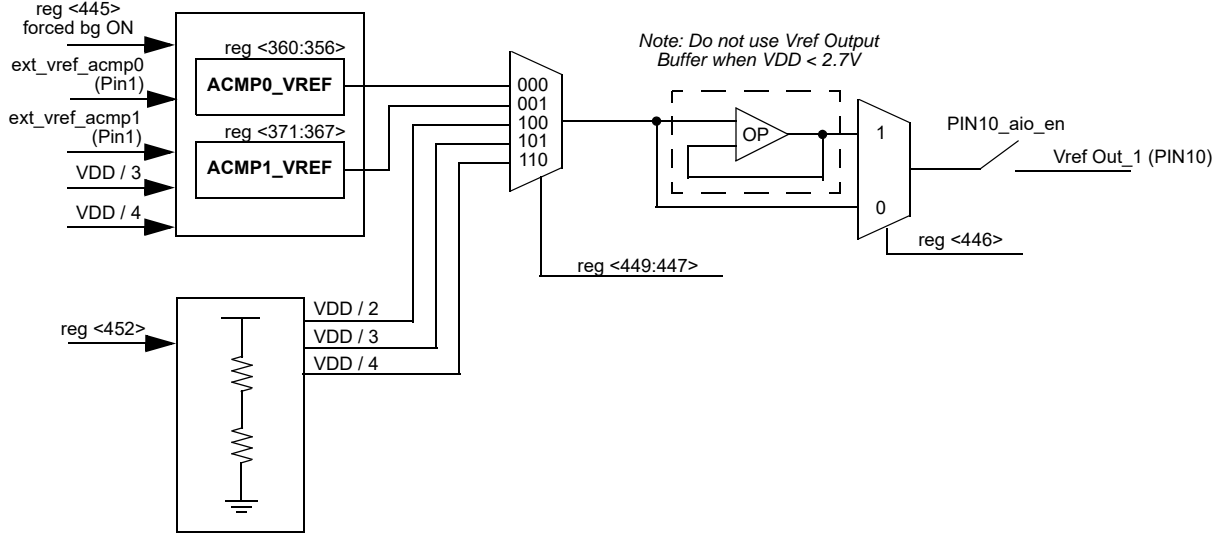 reg <445>
forced bg ON
ext_vref_acmp0
(Pin1)
ext_vref_acmp1
(Pin1)
VDD / 3
VDD / 4
reg <360:356>
ACMP0_VREF
reg <371:367>
ACMP1_VREF
000
001
100
101
110
reg <449:447>
Note: Do not use Vref Output
Buffer when VDD < 2.7V
OP
1
0
reg <446>
PIN10_aio_en
Vref Out_1 (PIN10)
reg <452>
VDD / 2
VDD / 3
VDD / 4